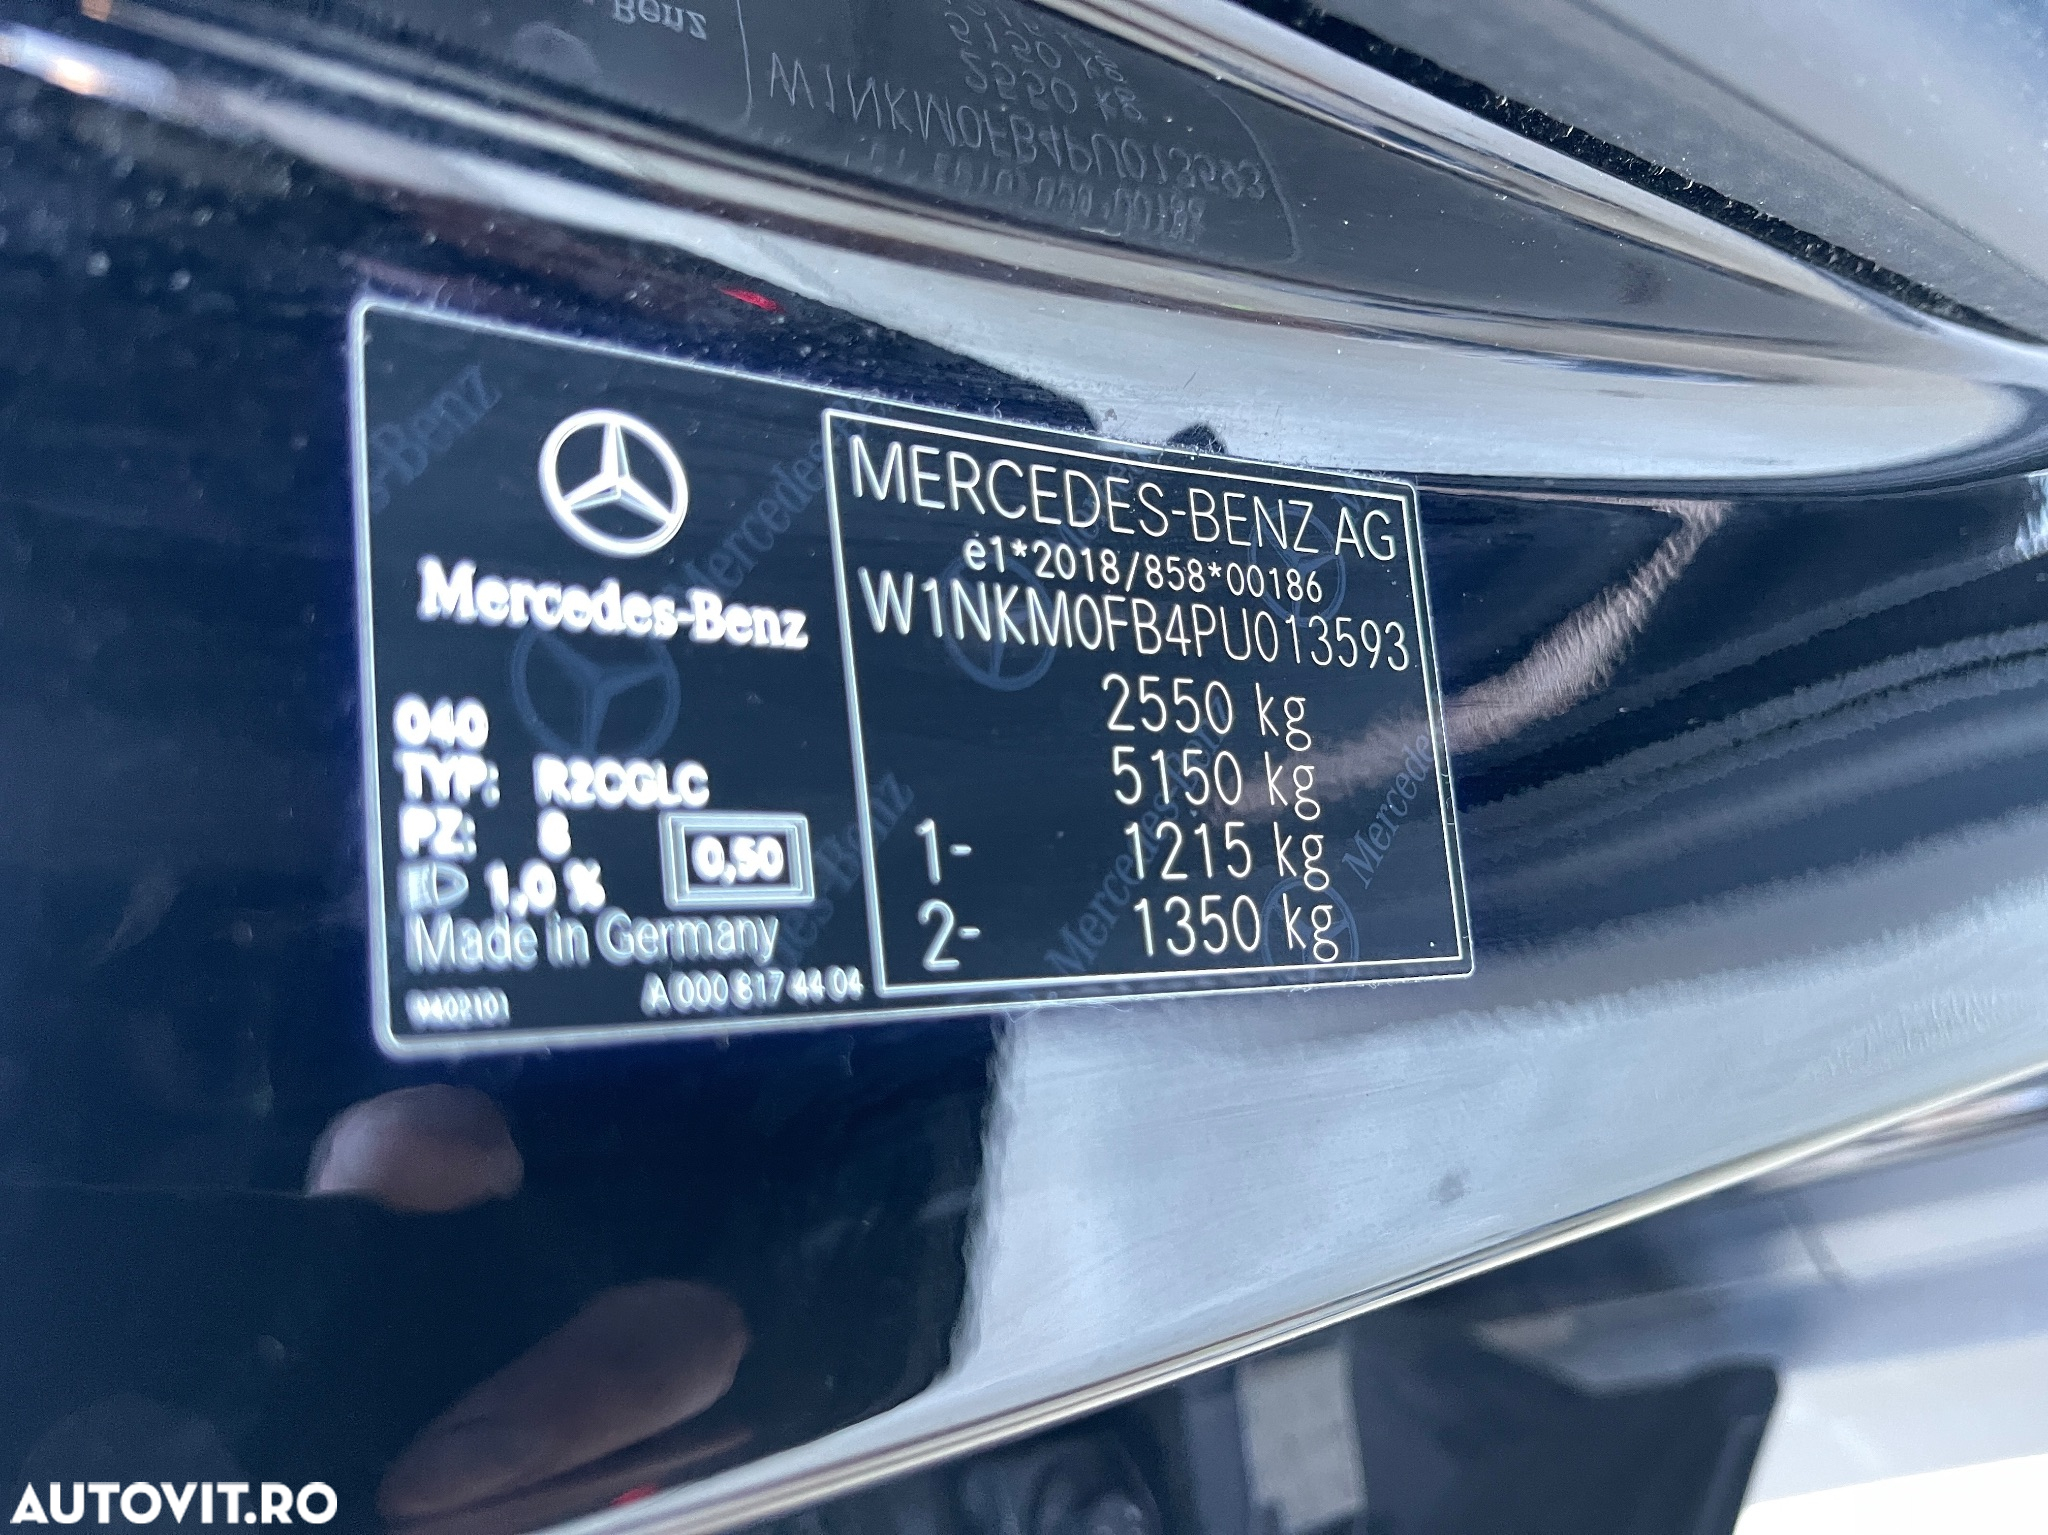 Mercedes-Benz
040
TYP: R2CGLC
PZ:
1,0 %
0,50
Made in Germany
A 000 817 44 04
9402101
MERCEDES-BENZ AG
e1*2018/858*00186
W1NKM0FB4PU013593
2550 kg
5150 kg
1- 1215 kg
2- 1350 kg
AUTOVIT.RO